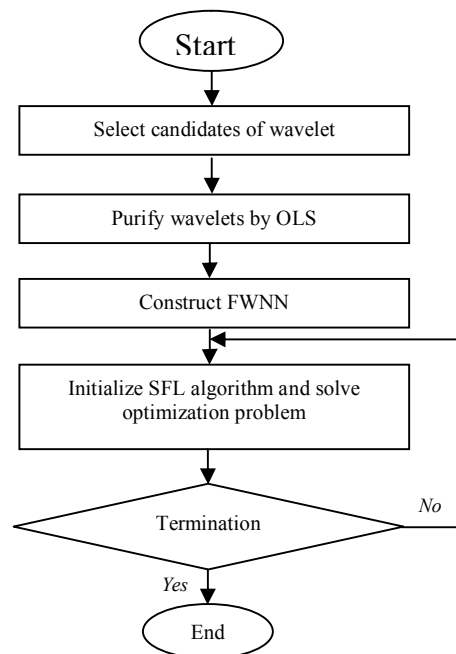 Start
Select candidates of wavelet
Purify wavelets by OLS
Construct FWNN
Initialize SFL algorithm and solve
optimization problem
Termination
No
Yes
End